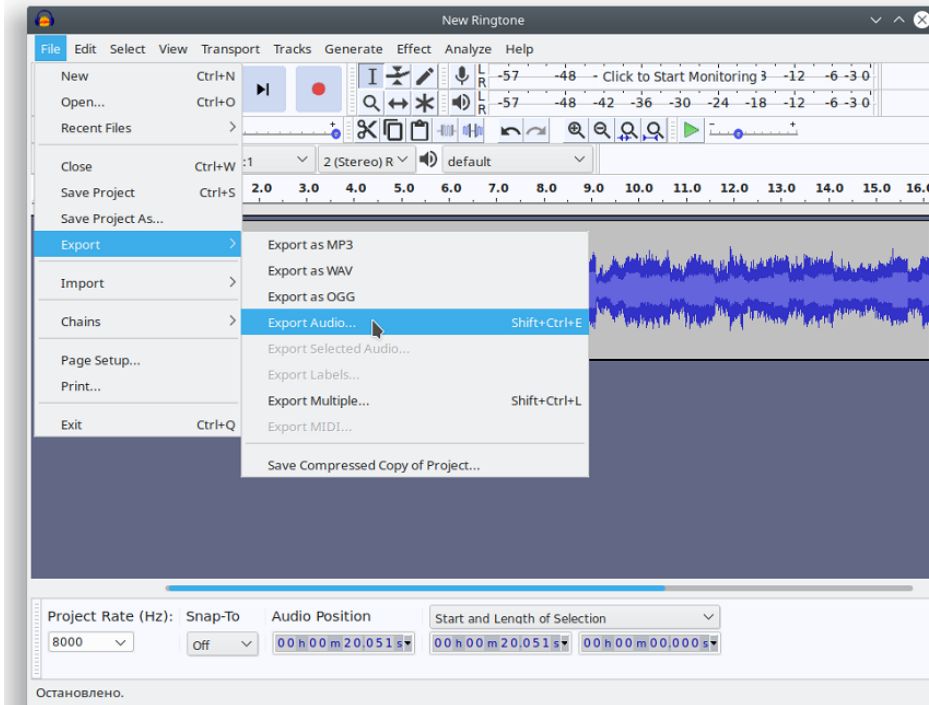 New Ringtone
File Edit Select View Transport Tracks Generate Effect Analyze Help
New Ctrl+N
Open... Ctrl+O
Recent Files
Close Ctrl+W
Save Project Ctrl+S
Save Project As...
Export
Import
Chains
Page Setup...
Print...
Exit Ctrl+Q
Export as MP3
Export as WAV
Export as OGG
Export Audio... Shift+Ctrl+E
Export Selected Audio...
Export Labels...
Export Multiple... Shift+Ctrl+L
Export MIDI...
Save Compressed Copy of Project...
L
R
-57 -48 - Click to Start Monitoring 3 -12 -6 -3 0
L
R
-57 -48 -42 -36 -30 -24 -18 -12 -6 -3 0
:1 2 (Stereo) R default
2.0 3.0 4.0 5.0 6.0 7.0 8.0 9.0 10.0 11.0 12.0 13.0 14.0 15.0 16.0
Project Rate (Hz): Snap-To Audio Position Start and Length of Selection
8000 Off 00 h 00 m 20.051 s 00 h 00 m 20.051 s 00 h 00 m 00.000 s
Остановлено.